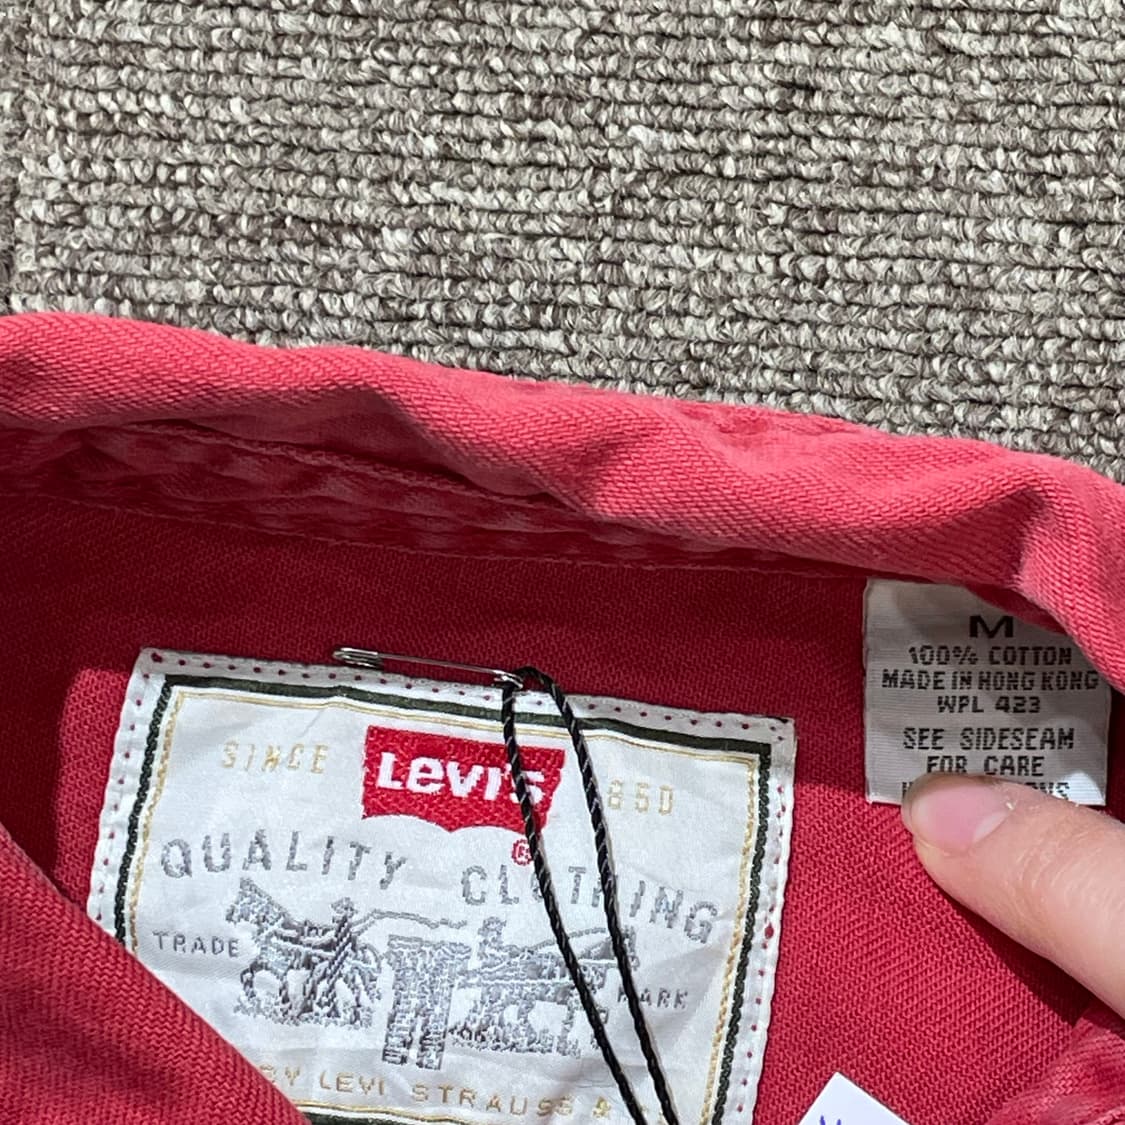 SINCE
850
Levi's
®
QUALITY CLOTHING
TRADE
MARK
BY LEVI STRAUSS &
M
100% COTTON
MADE IN HONG KONG
WPL 423
SEE SIDESEAM
FOR CARE